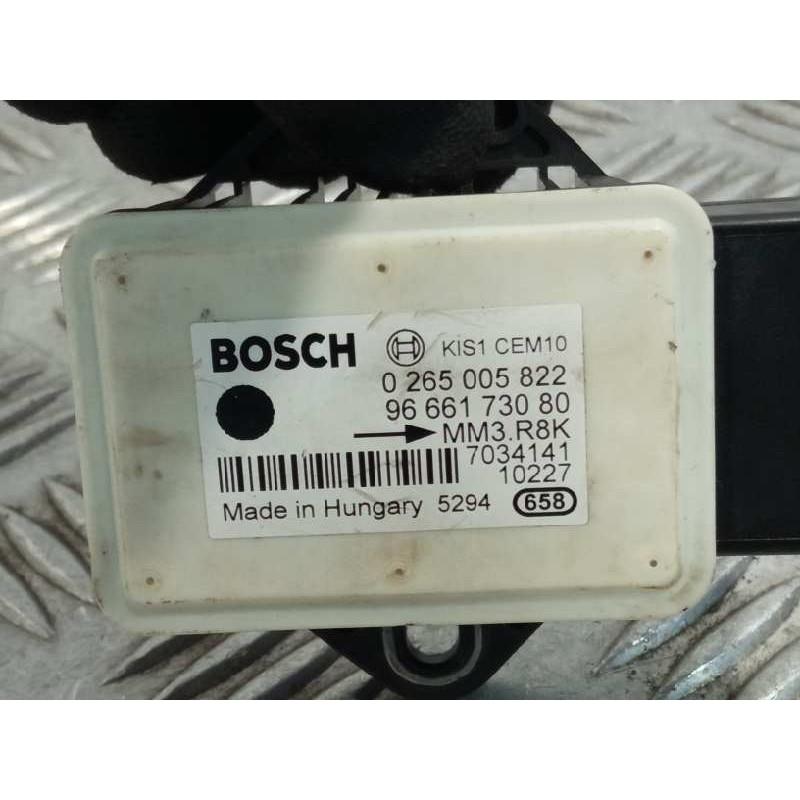 BOSCH KIS1 CEM10
0 265 005 822
96 661 730 80
MM3.R8K
7034141
10227
Made in Hungary 5294 658